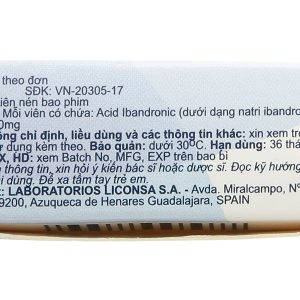 theo đơn
SĐK: VN-20305-17
iên nén bao phim
Mỗi viên có chứa: Acid Ibandronic (dưới dạng natri ibandro
0mg
ống chỉ định, liều dùng và các thông tin khác: xin xem tr
ử dụng kèm theo. Bảo quản: dưới 30°C. Hạn dùng: 36 thá
X, HD: xem Batch No, MFG, EXP trên bao bì
thông tin, xin hỏi ý kiến bác sĩ hoặc dược sĩ. Đọc kỹ hướng
i dùng. Để xa tầm tay trẻ em.
t: LABORATORIOS LICONSA S.A. - Avda. Miralcampo, Nº
9200, Azuqueca de Henares Guadalajara, SPAIN